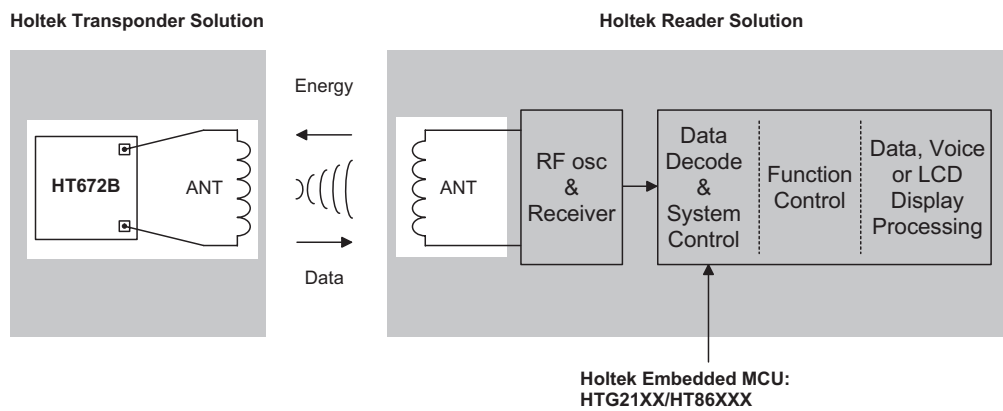 Holtek Transponder Solution
Holtek Reader Solution
Energy
HT672B
ANT
Data
ANT
RF osc
&
Receiver
Data
Decode
&
System
Control
Function
Control
Data, Voice
or LCD
Display
Processing
Holtek Embedded MCU:
HTG21XX/HT86XXX